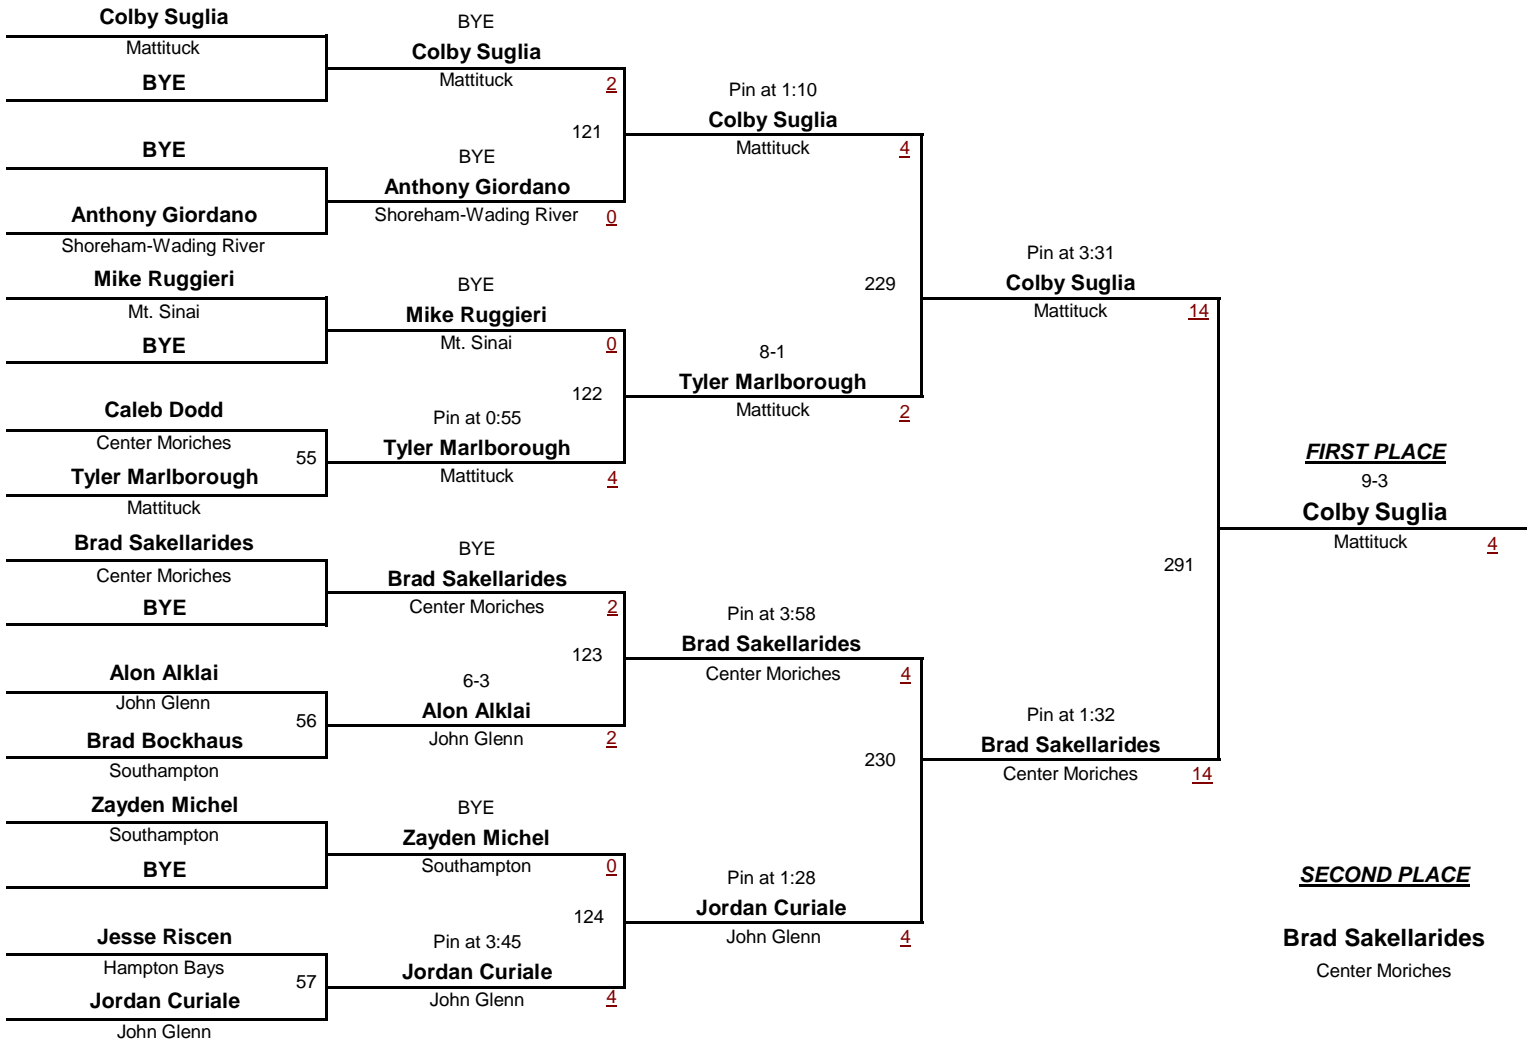 Colby Suglia
Mattituck
BYE
BYE
Anthony Giordano
Shoreham-Wading River
Mike Ruggieri
Mt. Sinai
BYE
Caleb Dodd
Center Moriches
55
Tyler Marlborough
Mattituck
Brad Sakellarides
Center Moriches
BYE
Alon Alklai
John Glenn
56
Brad Bockhaus
Southampton
Zayden Michel
Southampton
BYE
Jesse Riscen
Hampton Bays
57
Jordan Curiale
John Glenn
BYE
Colby Suglia
Mattituck
2
121
BYE
Anthony Giordano
Shoreham-Wading River
0
BYE
Mike Ruggieri
Mt. Sinai
0
122
Pin at 0:55
Tyler Marlborough
Mattituck
4
BYE
Brad Sakellarides
Center Moriches
2
123
6-3
Alon Alklai
John Glenn
2
BYE
Zayden Michel
Southampton
0
124
Pin at 3:45
Jordan Curiale
John Glenn
4
Pin at 1:10
Colby Suglia
Mattituck
4
229
8-1
Tyler Marlborough
Mattituck
2
Pin at 3:58
Brad Sakellarides
Center Moriches
4
230
Pin at 1:28
Jordan Curiale
John Glenn
4
Pin at 3:31
Colby Suglia
Mattituck
14
291
Pin at 1:32
Brad Sakellarides
Center Moriches
14
FIRST PLACE
9-3
Colby Suglia
Mattituck
4
SECOND PLACE
Brad Sakellarides
Center Moriches